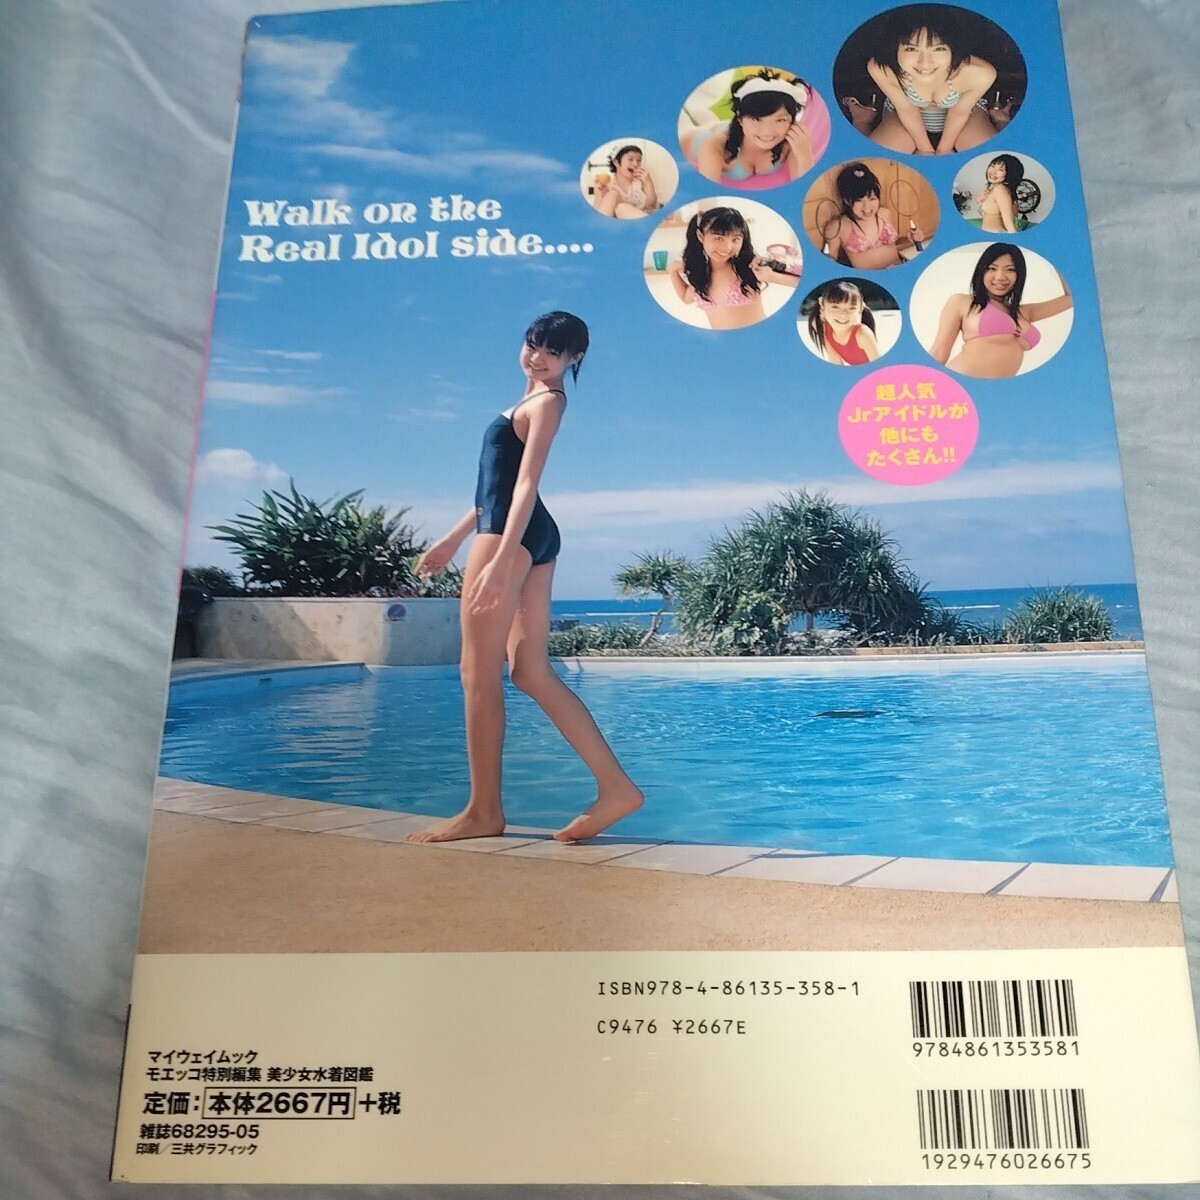 Walk on the
Real Idol side....
超人気
Jrアイドルが
他にも
たくさん!!
ISBN978-4-86135-358-1
C9476 ¥2667E
9784861353581
マイウェイムック
モエッコ特別編集 美少女水着図鑑
定価：本体2667円+税
雑誌68295-05
印刷／三共グラフィック
1929476026675